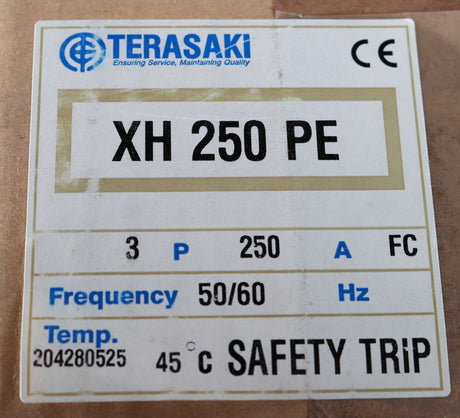 TERASAKI
Ensuring Service, Maintaining Quality
CE
XH 250 PE
3 P 250 A FC
Frequency 50/60 Hz
Temp.
204280525 45 °C SAFETY TRiP